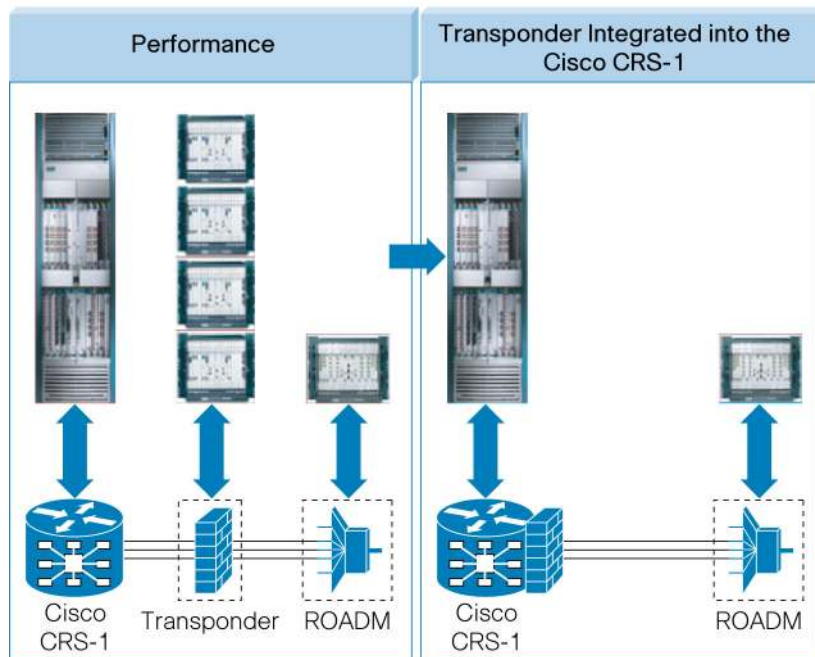 Performance
Transponder Integrated into the
Cisco CRS-1
Cisco
CRS-1
Transponder
ROADM
Cisco
CRS-1
ROADM